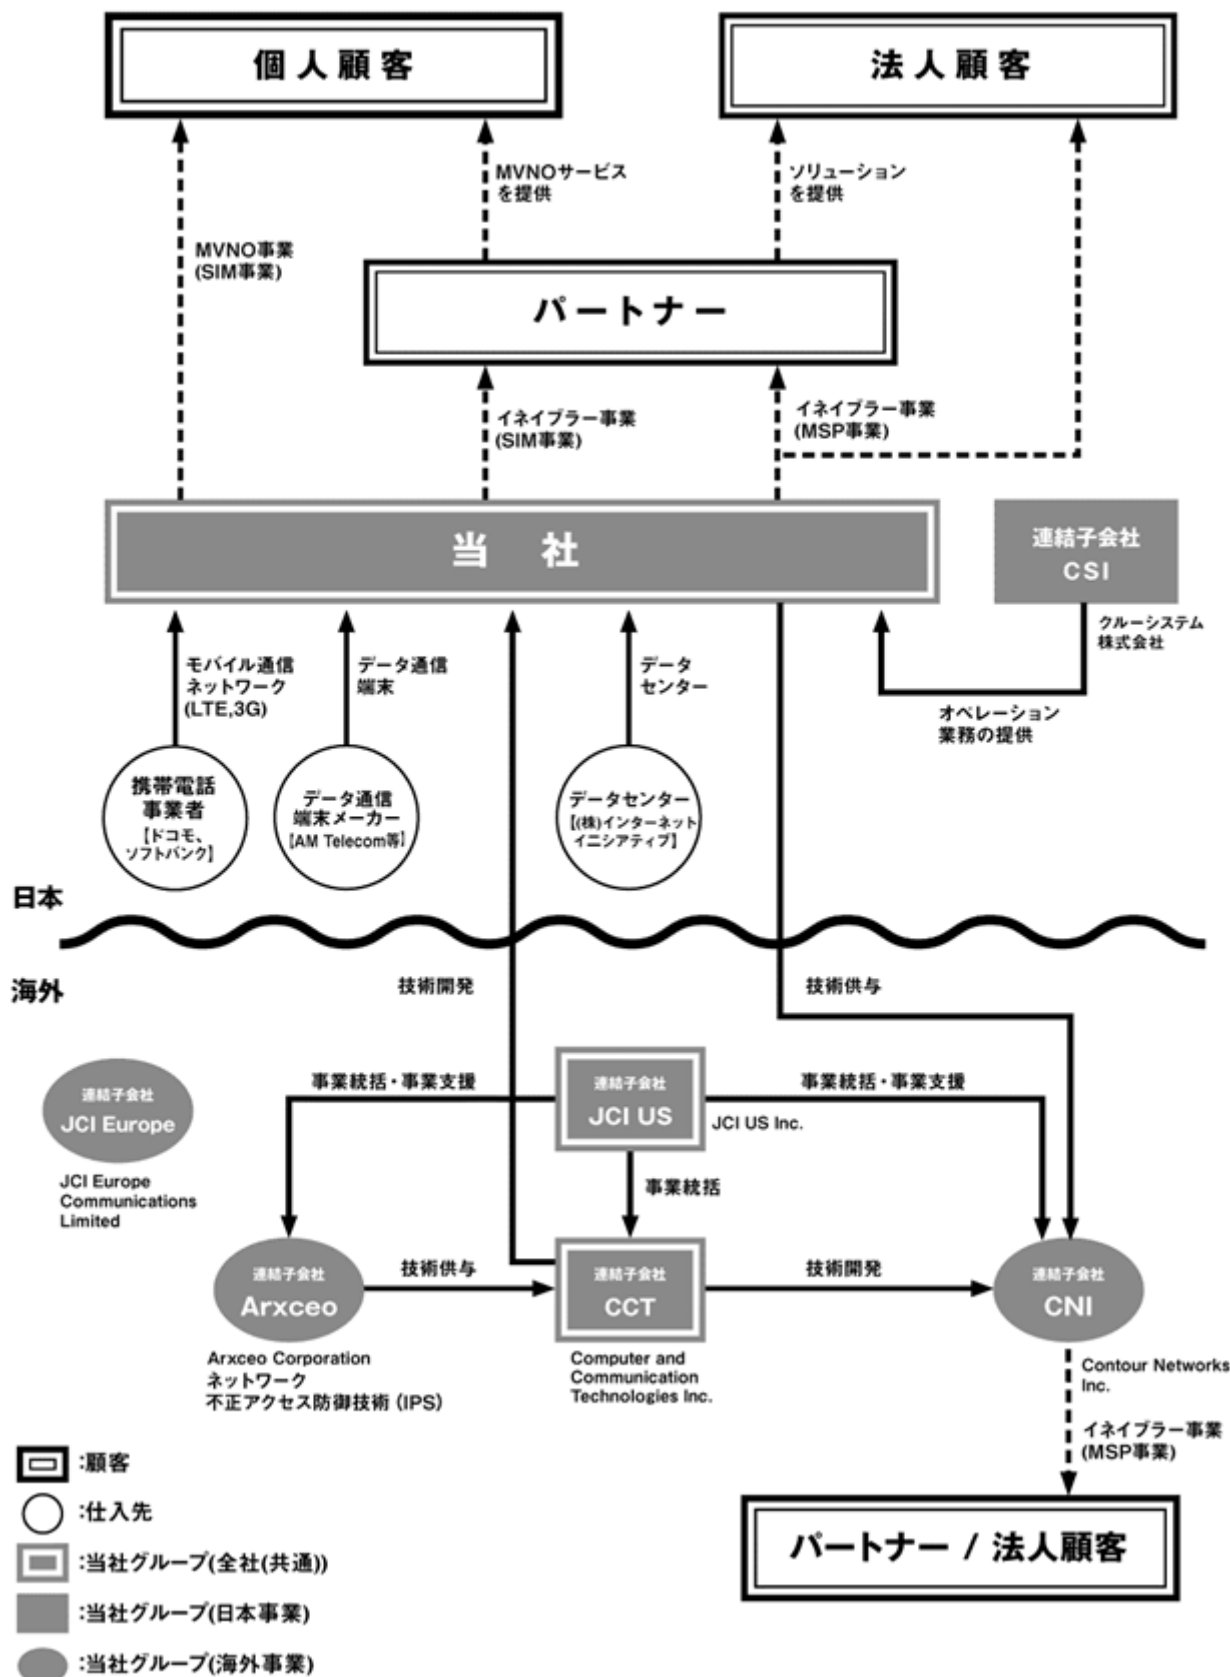 個人顧客
法人顧客
MVNOサービス
を提供
ソリューション
を提供
MVNO事業
(SIM事業)
パートナー
イネイブラー事業
(SIM事業)
イネイブラー事業
(MSP事業)
当 社
連結子会社
CSI
クルーシステム
株式会社
モバイル通信
ネットワーク
(LTE,3G)
データ通信
端末
データ
センター
オペレーション
業務の提供
携帯電話
事業者
【ドコモ、
ソフトバンク】
データ通信
端末メーカー
【AM Telecom等】
データセンター
【(株)インターネット
イニシアティブ】
日本
海外
技術開発
技術供与
連結子会社
JCI Europe
JCI Europe
Communications
Limited
事業統括・事業支援
連結子会社
JCI US
JCI US Inc.
事業統括・事業支援
事業統括
連結子会社
Arxceo
Arxceo Corporation
ネットワーク
不正アクセス防御技術(IPS)
技術供与
連結子会社
CCT
Computer and
Communication
Technologies Inc.
技術開発
連結子会社
CNI
Contour Networks
Inc.
イネイブラー事業
(MSP事業)
パートナー / 法人顧客
:顧客
:仕入先
:当社グループ(全社(共通))
:当社グループ(日本事業)
:当社グループ(海外事業)